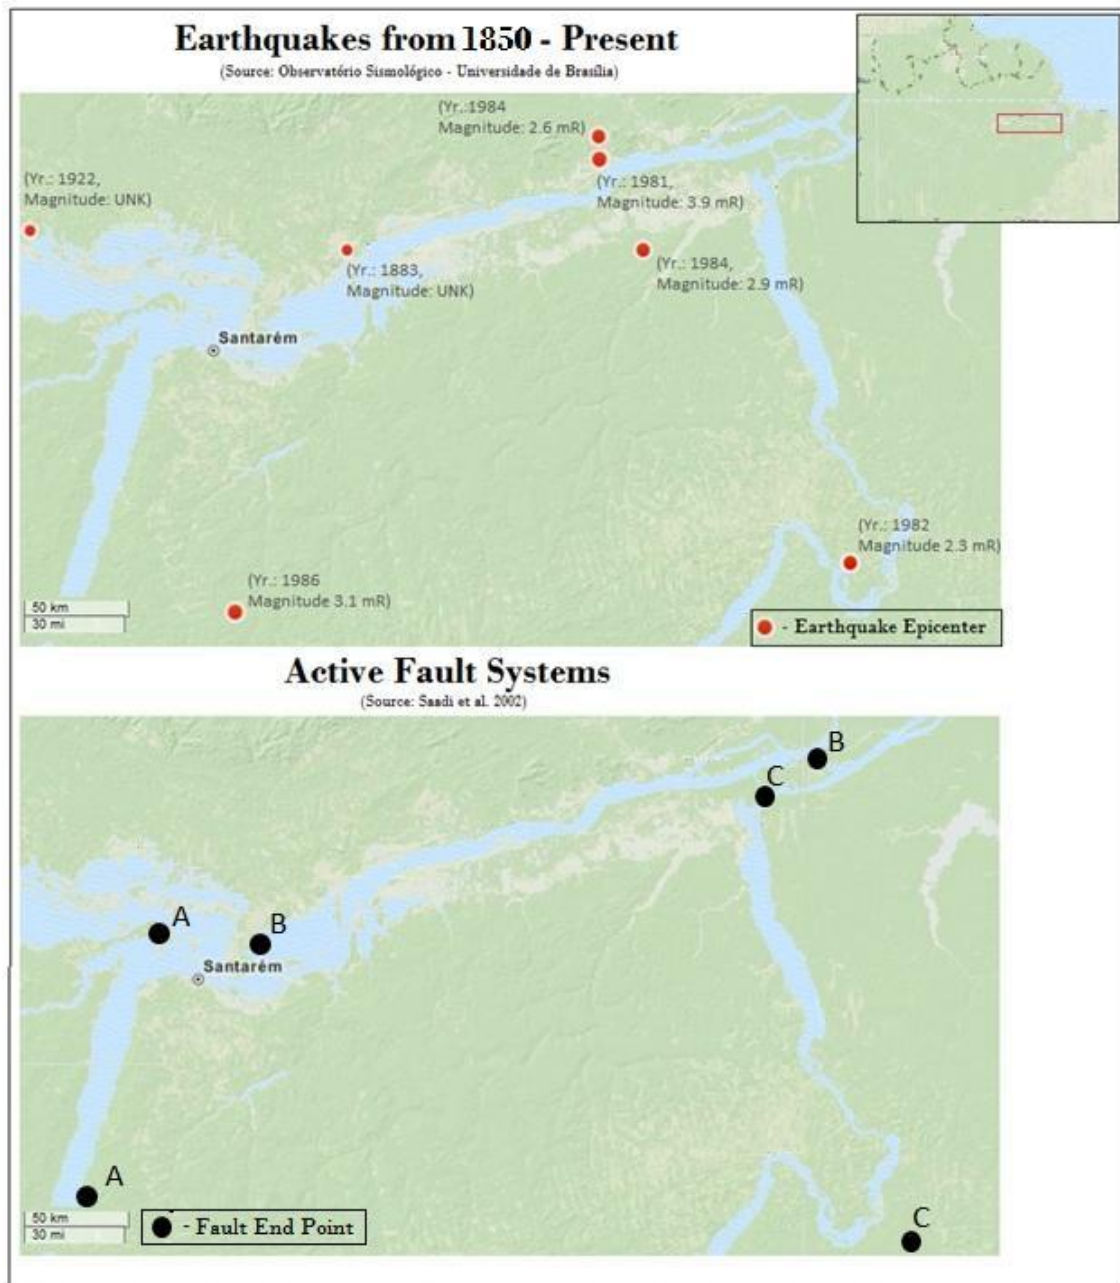 Earthquakes from 1850 - Present
(Source: Observatório Sismológico - Universidade de Brasília)
(Yr.:1984
Magnitude: 2.6 mR)
(Yr.: 1922,
Magnitude: UNK)
(Yr.: 1981,
Magnitude: 3.9 mR)
(Yr.: 1883,
Magnitude: UNK)
(Yr.: 1984,
Magnitude: 2.9 mR)
Santarém
(Yr.: 1982
Magnitude 2.3 mR)
(Yr.: 1986
Magnitude 3.1 mR)
50 km
30 mi
- Earthquake Epicenter
Active Fault Systems
(Source: Saadi et al. 2002)
B
C
A
B
Santarém
A
C
50 km
30 mi
- Fault End Point